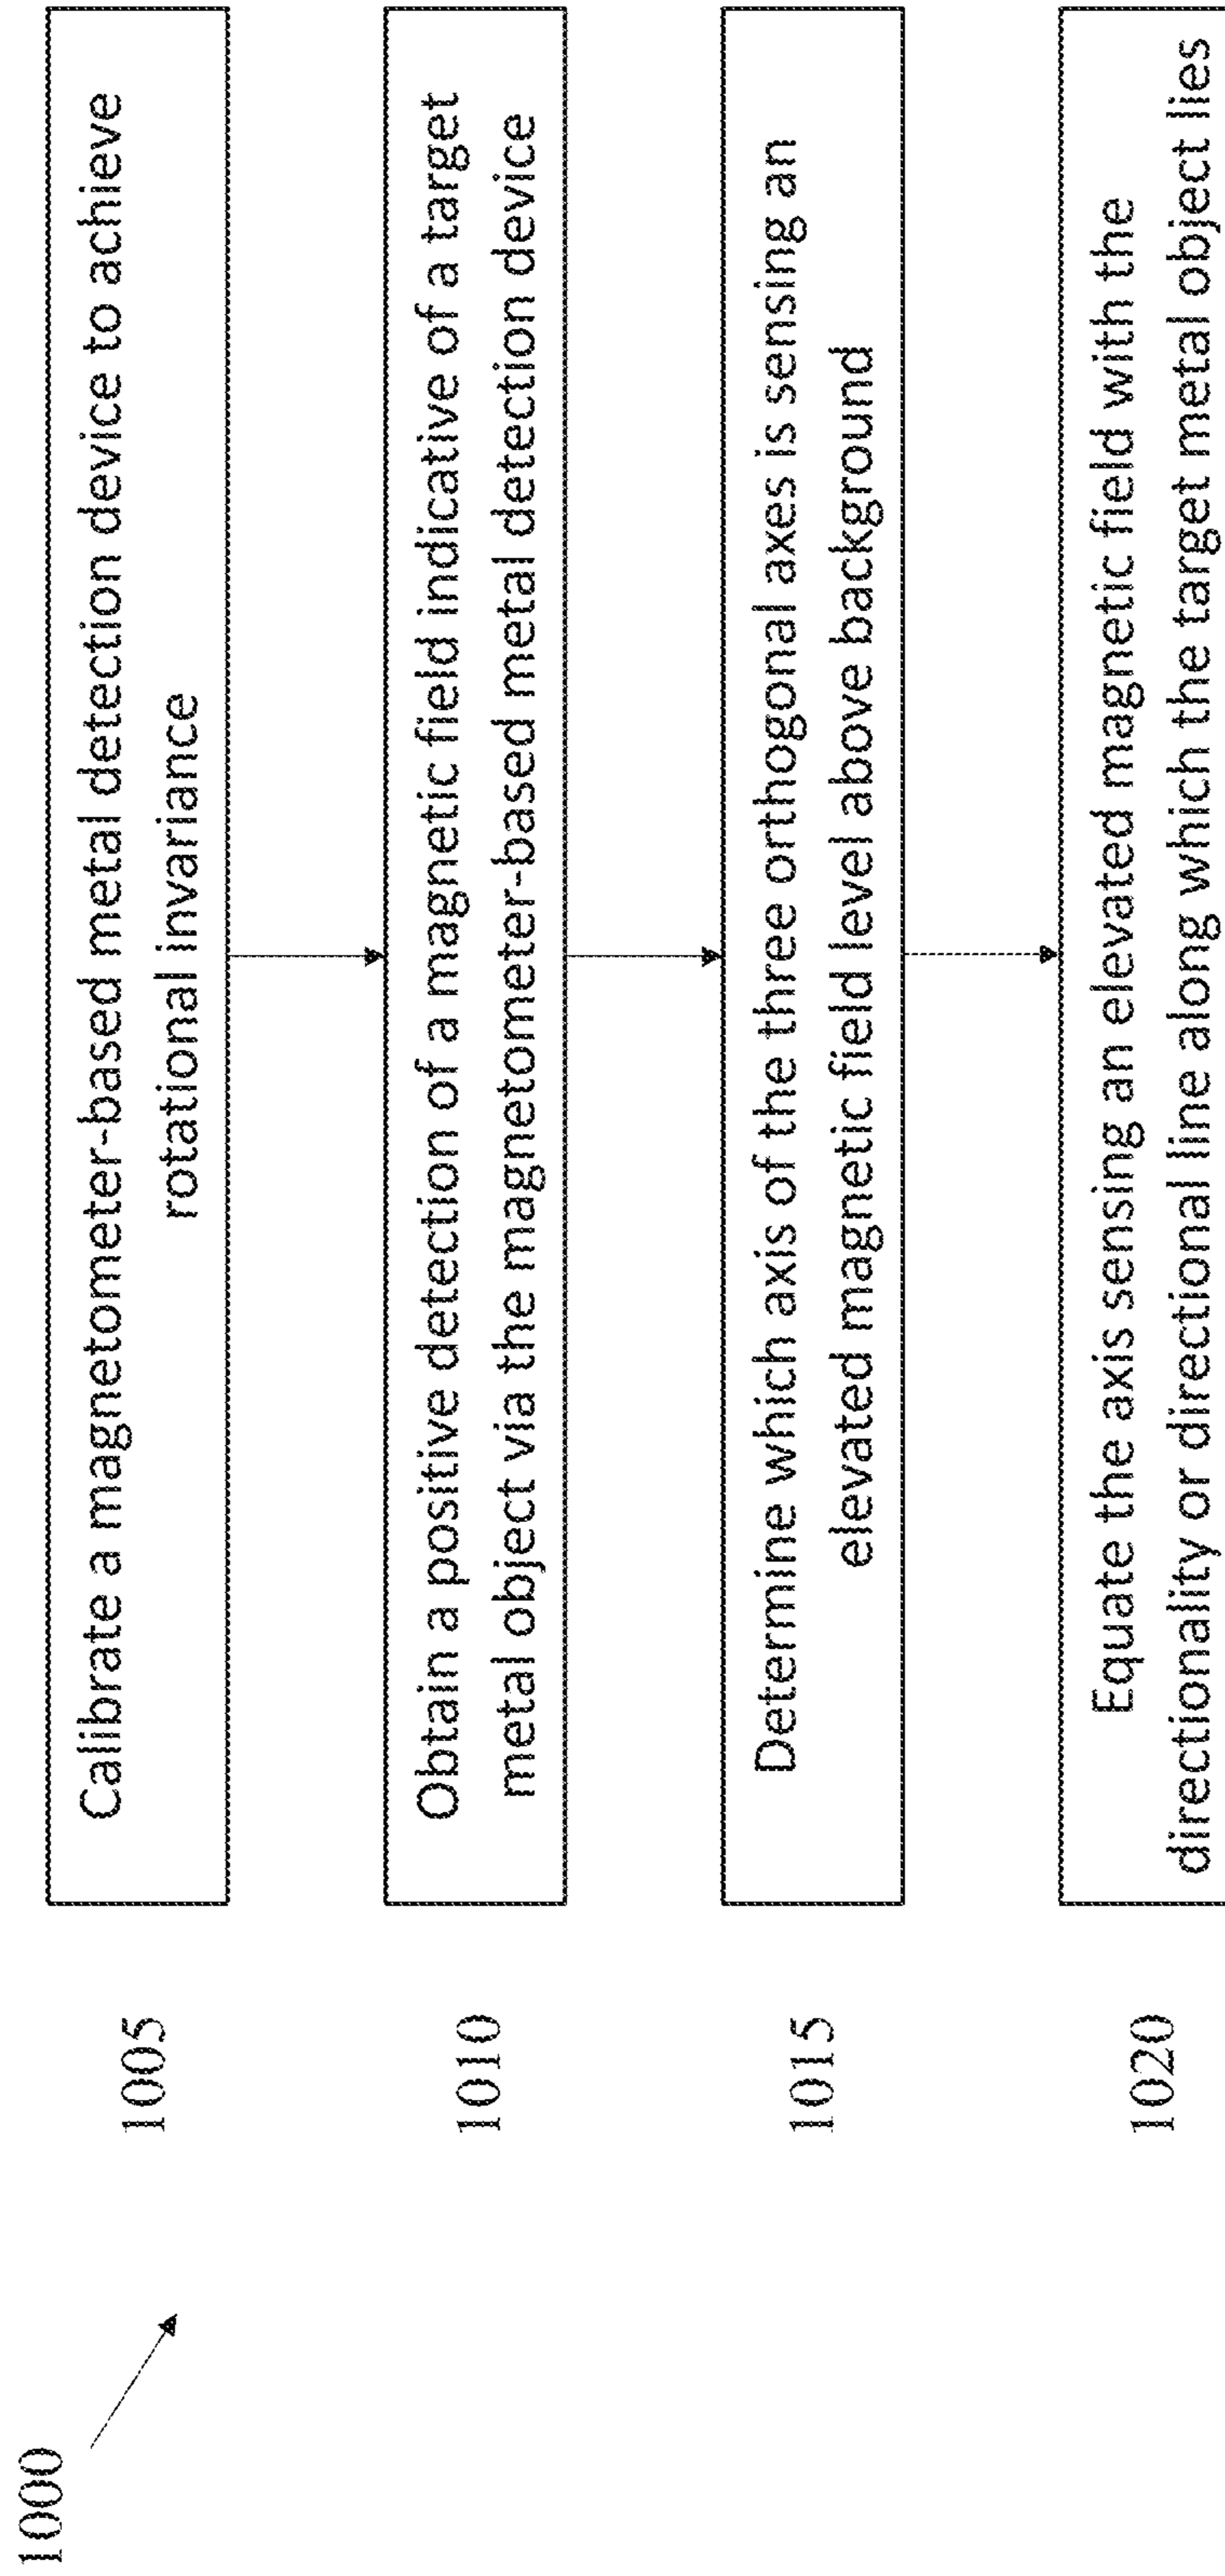 1000
1005
Calibrate a magnetometer-based metal detection device to achieve
rotational invariance
1010
Obtain a positive detection of a magnetic field indicative of a target
metal object via the magnetometer-based metal detection device
1015
Determine which axis of the three orthogonal axes is sensing an
elevated magnetic field level above background
1020
Equate the axis sensing an elevated magnetic field with the
directionality or directional line along which the target metal object lies